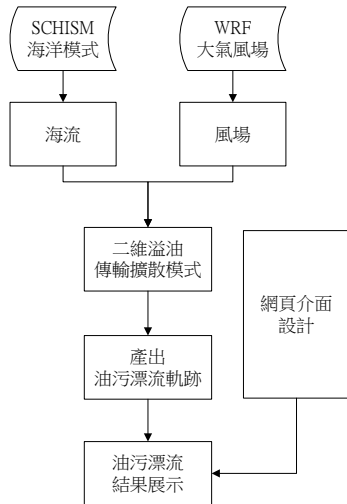 SCHISM
海洋模式
WRF
大氣風場
海流
風場
二維溢油
傳輸擴散模式
網頁介面
設計
產出
油污漂流軌跡
油污漂流
結果展示